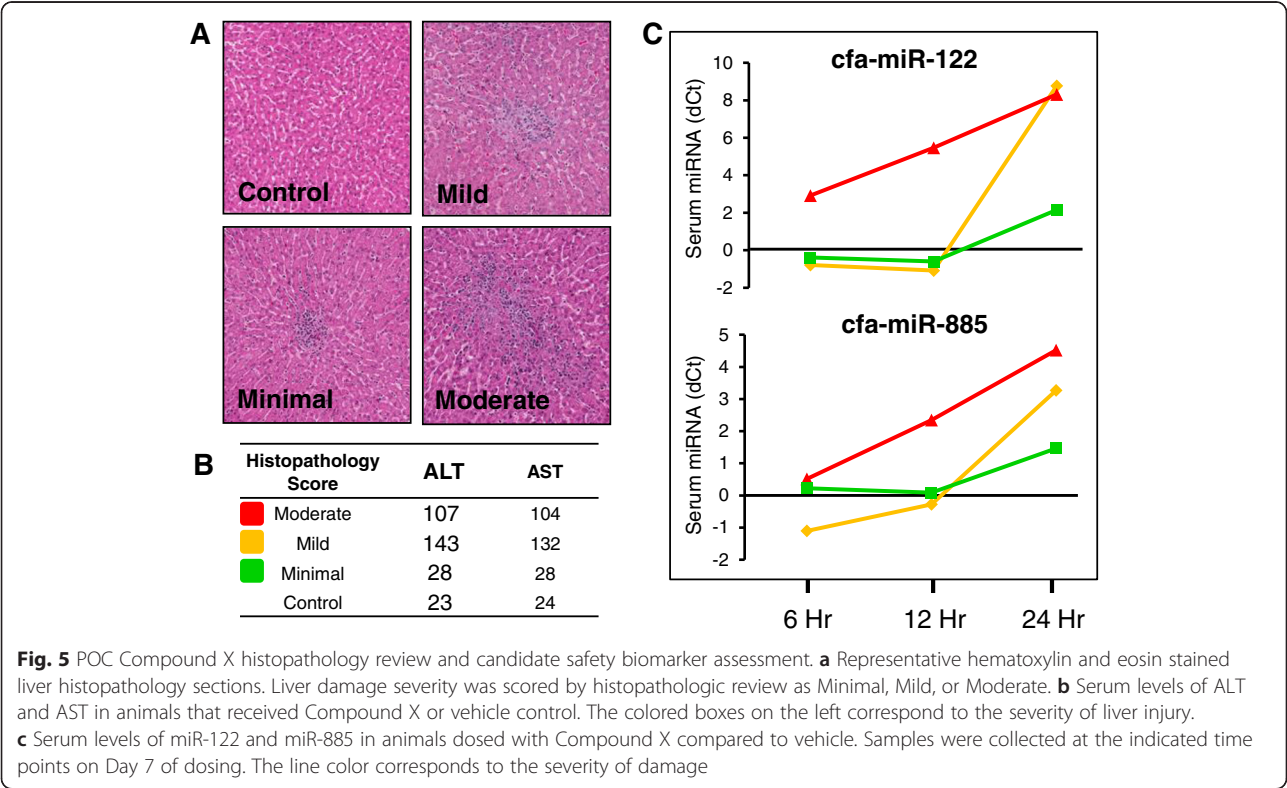 A
Control
Mild
Minimal
Moderate
B
Histopathology Score ALT AST
Moderate 107 104
Mild 143 132
Minimal 28 28
Control 23 24
C
cfa-miR-122
Serum miRNA (dCt)
10
8
6
4
2
0
-2
cfa-miR-885
Serum miRNA (dCt)
5
4
3
2
1
0
-1
-2
6 Hr 12 Hr 24 Hr
Fig. 5 POC Compound X histopathology review and candidate safety biomarker assessment. a Representative hematoxylin and eosin stained
liver histopathology sections. Liver damage severity was scored by histopathologic review as Minimal, Mild, or Moderate. b Serum levels of ALT
and AST in animals that received Compound X or vehicle control. The colored boxes on the left correspond to the severity of liver injury.
c Serum levels of miR-122 and miR-885 in animals dosed with Compound X compared to vehicle. Samples were collected at the indicated time
points on Day 7 of dosing. The line color corresponds to the severity of damage